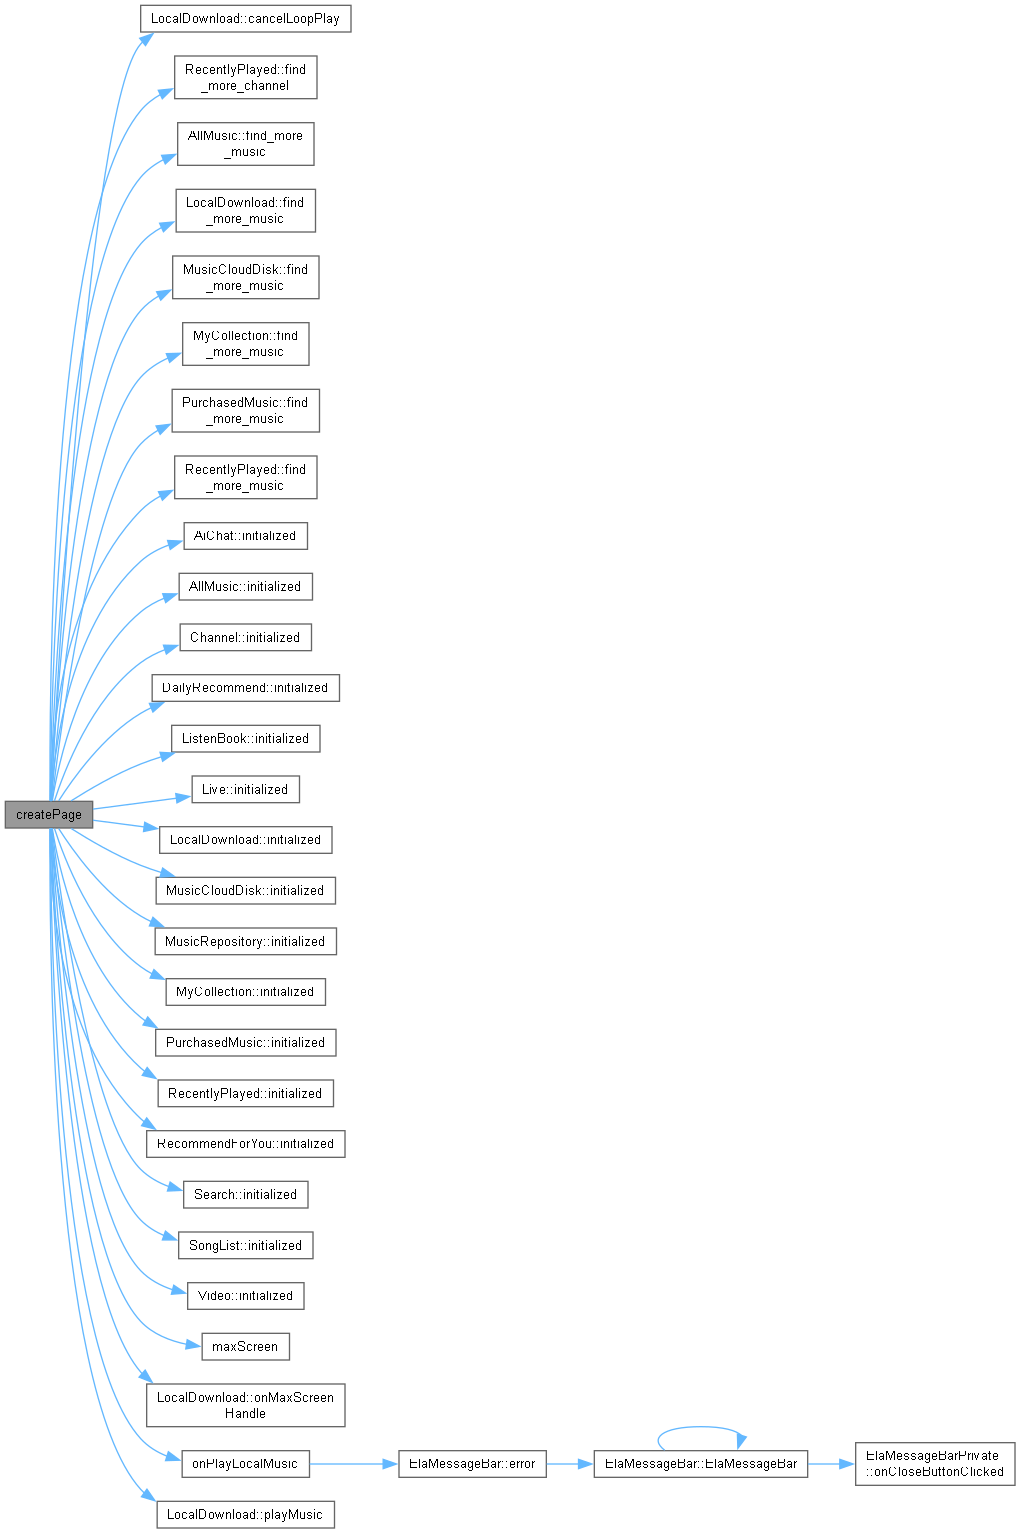 LocalDownload::cancelLoopPlay
RecentlyPlayed::find
_more_channel
AllMusic::find_more
_music
LocalDownload::find
_more_music
MusicCloudDisk::find
_more_music
MyCollection::find
_more_music
PurchasedMusic::find
_more_music
RecentlyPlayed::find
_more_music
AiChat::initialized
AllMusic::initialized
Channel::initialized
DailyRecommend::initialized
ListenBook::initialized
Live::initialized
createPage
LocalDownload::initialized
MusicCloudDisk::initialized
MusicRepository::initialized
MyCollection::initialized
PurchasedMusic::initialized
RecentlyPlayed::initialized
RecommendForYou::initialized
Search::initialized
SongList::initialized
Video::initialized
maxScreen
LocalDownload::onMaxScreen
Handle
onPlayLocalMusic
ElaMessageBar::error
ElaMessageBar::ElaMessageBar
ElaMessageBarPrivate
::onCloseButtonClicked
LocalDownload::playMusic